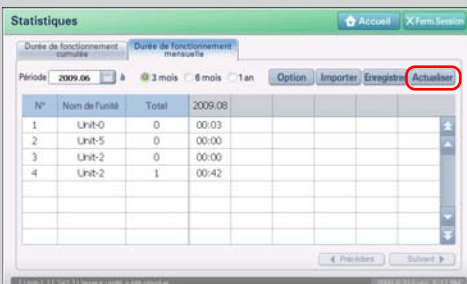 Statistiques
Accueil
X Ferm.Session
Durée de fonctionnement
cumulée
Durée de fonctionnement
mensuelle
Période 2009.06 à 3 mois 6 mois 1 an Option Importer Enregistrer Actualiser
N° Nom de l'unité Total 2009.08
1 Unit-0 0 00:03
2 Unit-5 0 00:00
3 Unit-2 0 00:00
4 Unit-2 1 00:42
Précédent Suivant